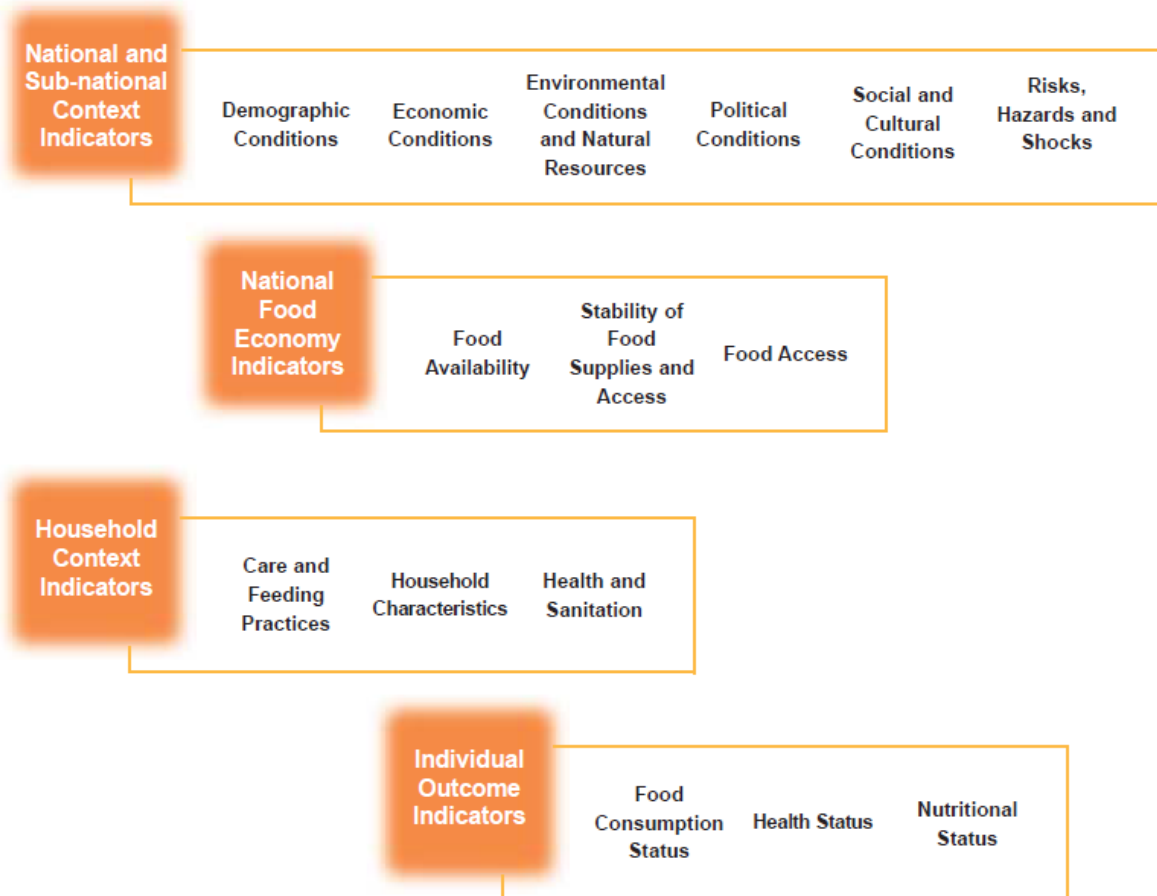 National and
Sub-national
Context
Indicators
Demographic
Conditions
Economic
Conditions
Environmental
Conditions
and Natural
Resources
Political
Conditions
Social and
Cultural
Conditions
Risks,
Hazards and
Shocks
National
Food
Economy
Indicators
Food
Availability
Stability of
Food
Supplies and
Access
Food Access
Household
Context
Indicators
Care and
Feeding
Practices
Household
Characteristics
Health and
Sanitation
Individual
Outcome
Indicators
Food
Consumption
Status
Health Status
Nutritional
Status